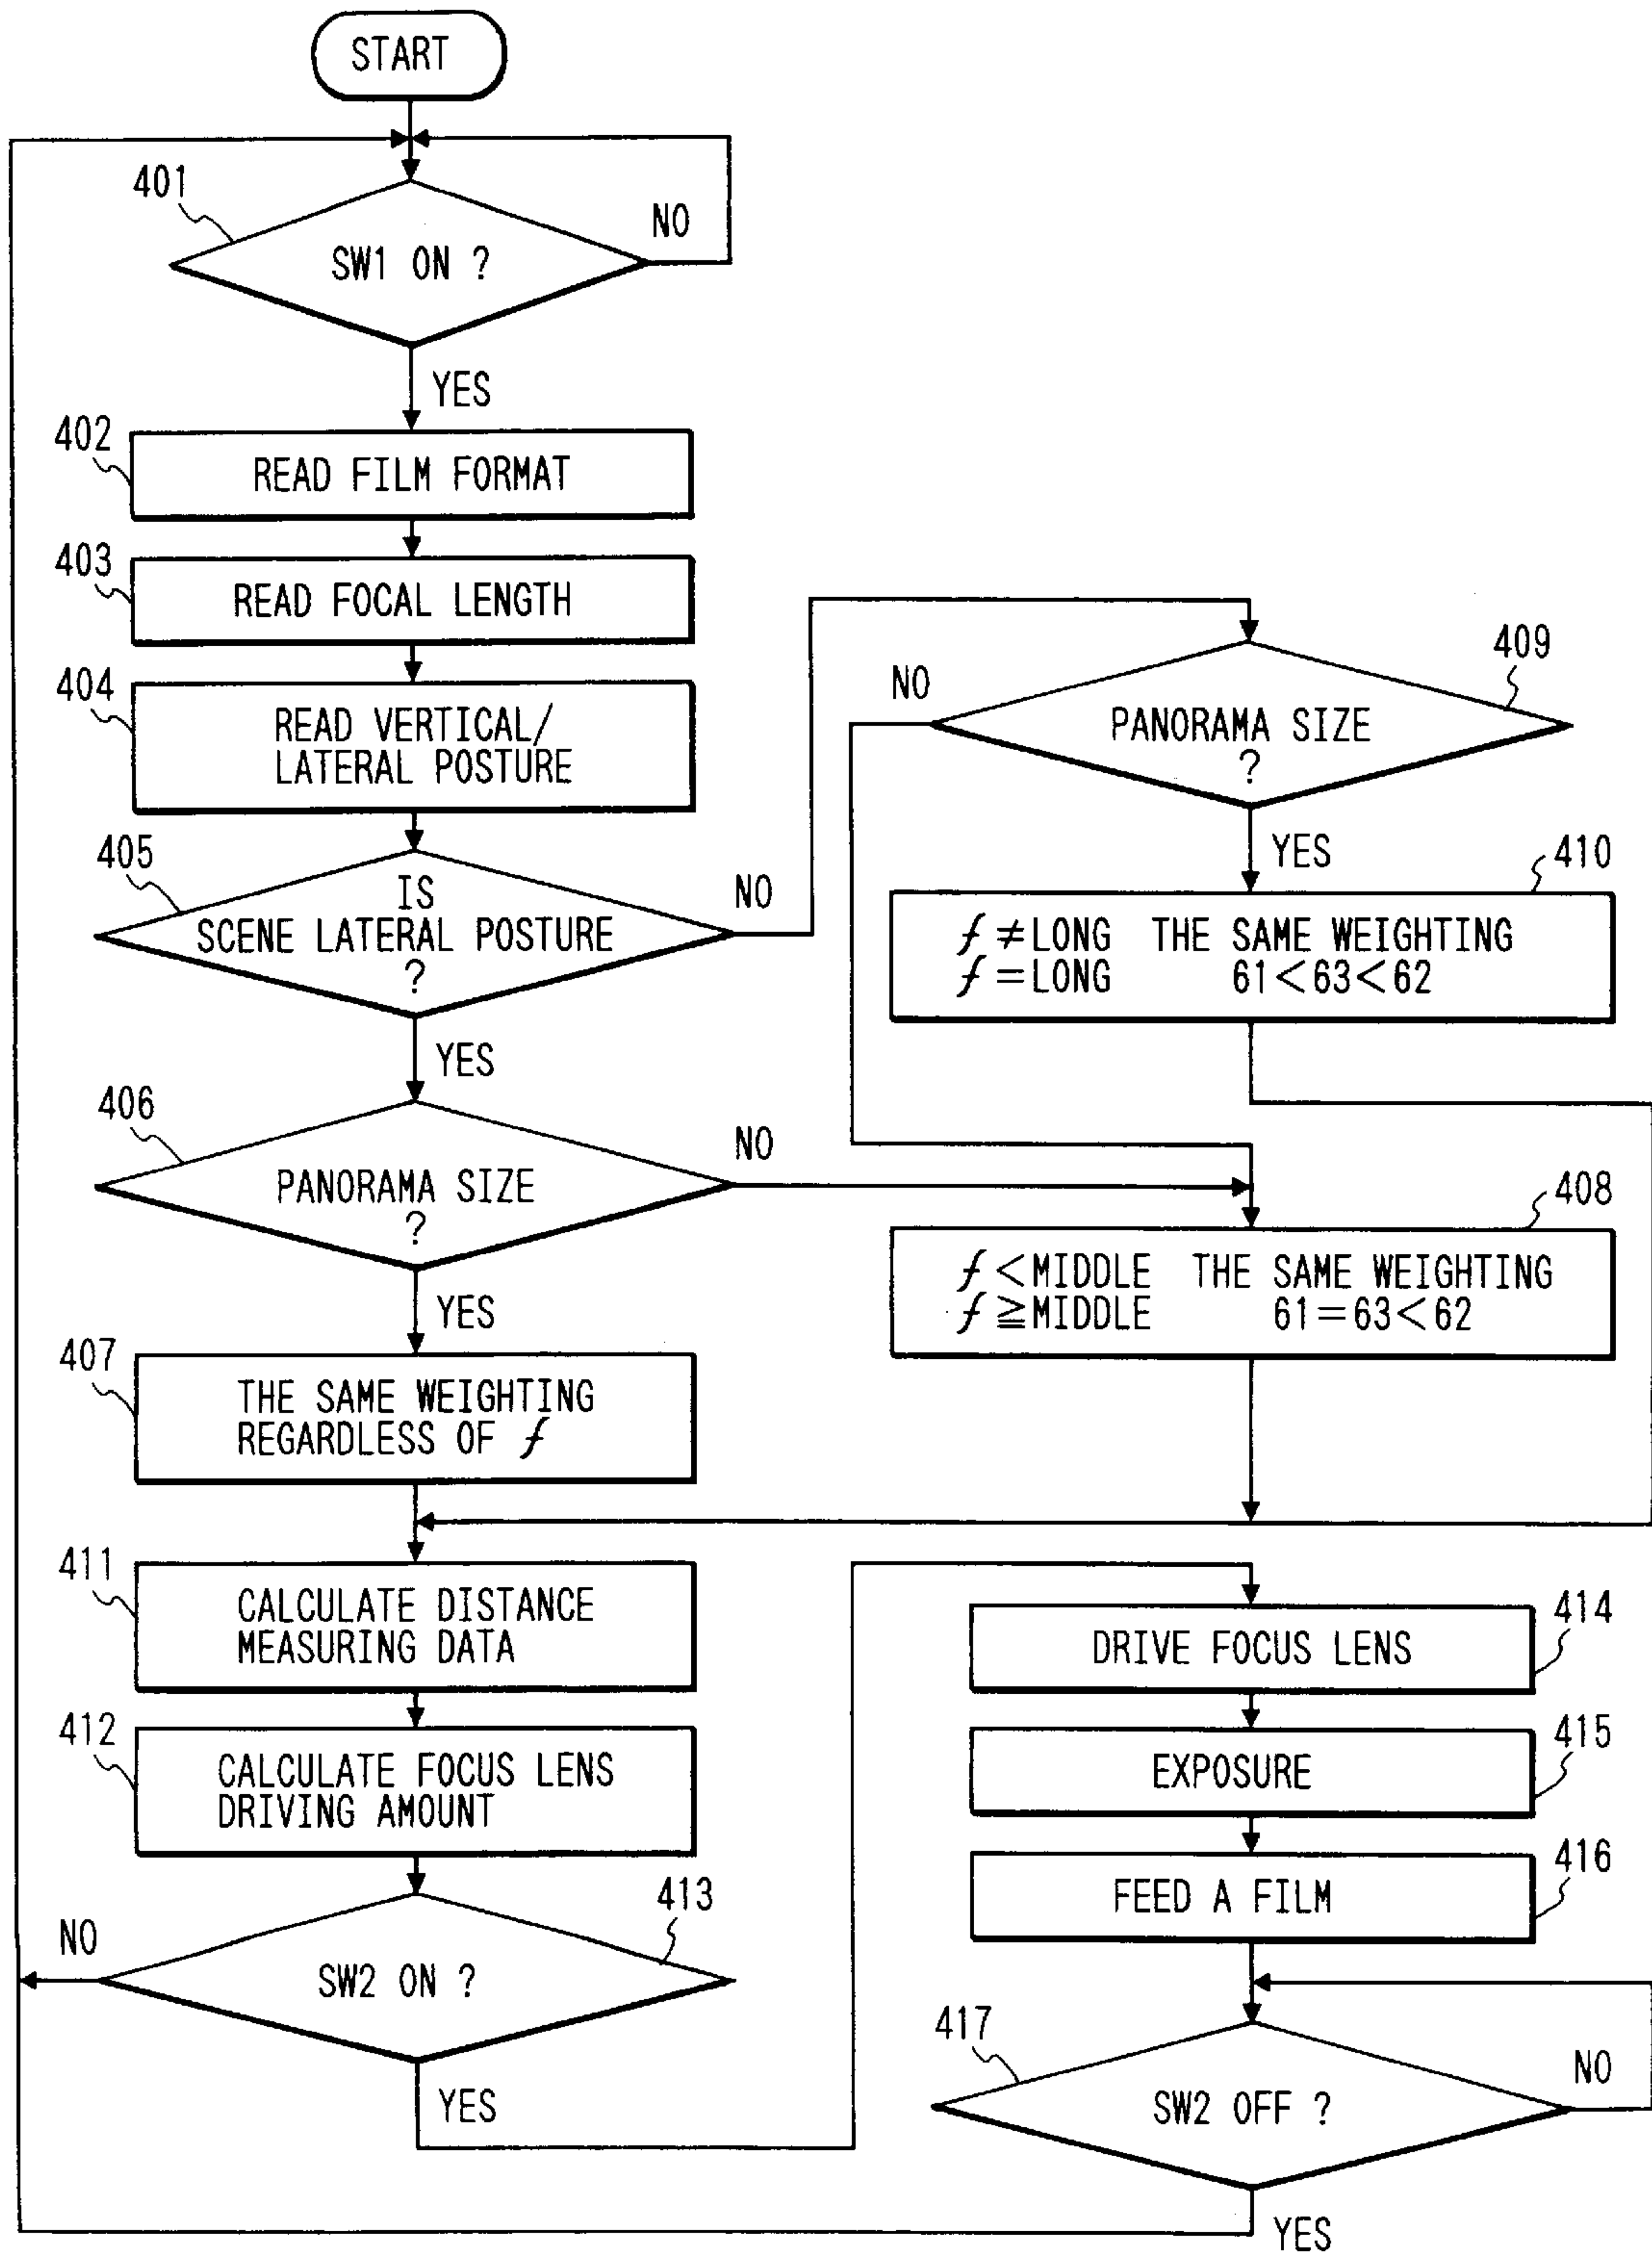 START
401
SW1 ON ?
NO
YES
402
READ FILM FORMAT
403
READ FOCAL LENGTH
404
READ VERTICAL/
LATERAL POSTURE
405
IS
SCENE LATERAL POSTURE
?
NO
YES
406
PANORAMA SIZE
?
NO
YES
407
THE SAME WEIGHTING
REGARDLESS OF f
409
PANORAMA SIZE
?
NO
YES
410
f ≠LONG THE SAME WEIGHTING
f =LONG 61<63<62
408
f <MIDDLE THE SAME WEIGHTING
f ≧MIDDLE 61=63<62
411
CALCULATE DISTANCE
MEASURING DATA
412
CALCULATE FOCUS LENS
DRIVING AMOUNT
413
SW2 ON ?
NO
YES
414
DRIVE FOCUS LENS
415
EXPOSURE
416
FEED A FILM
417
SW2 OFF ?
NO
YES